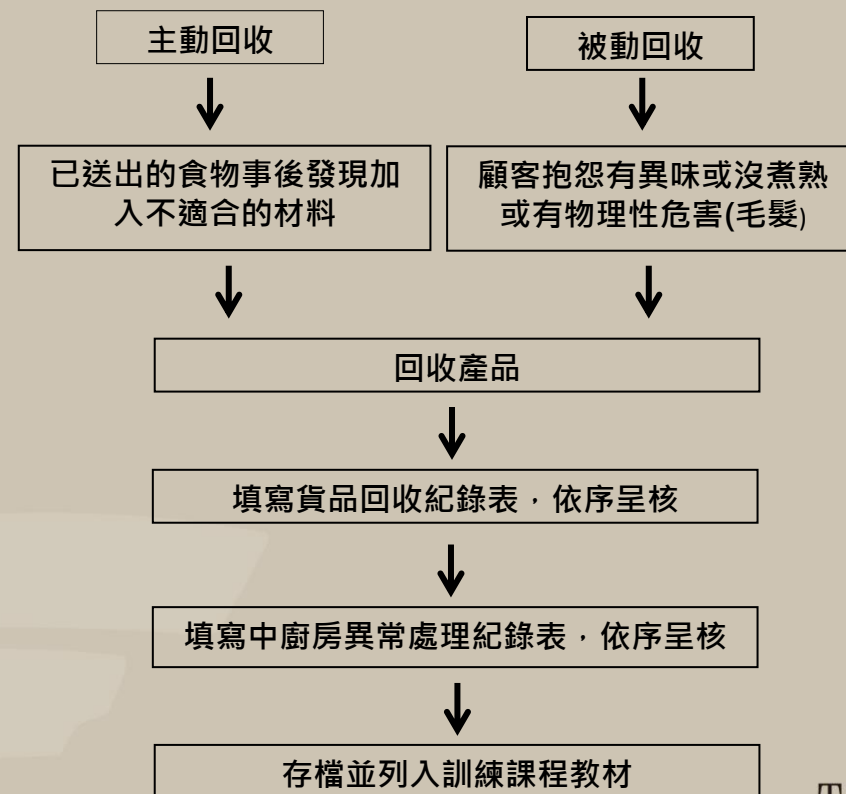 主動回收
被動回收
已送出的食物事後發現加
入不適合的材料
顧客抱怨有異味或沒煮熟
或有物理性危害(毛髮)
回收產品
填寫貨品回收紀錄表，依序呈核
填寫中廚房異常處理紀錄表，依序呈核
存檔並列入訓練課程教材